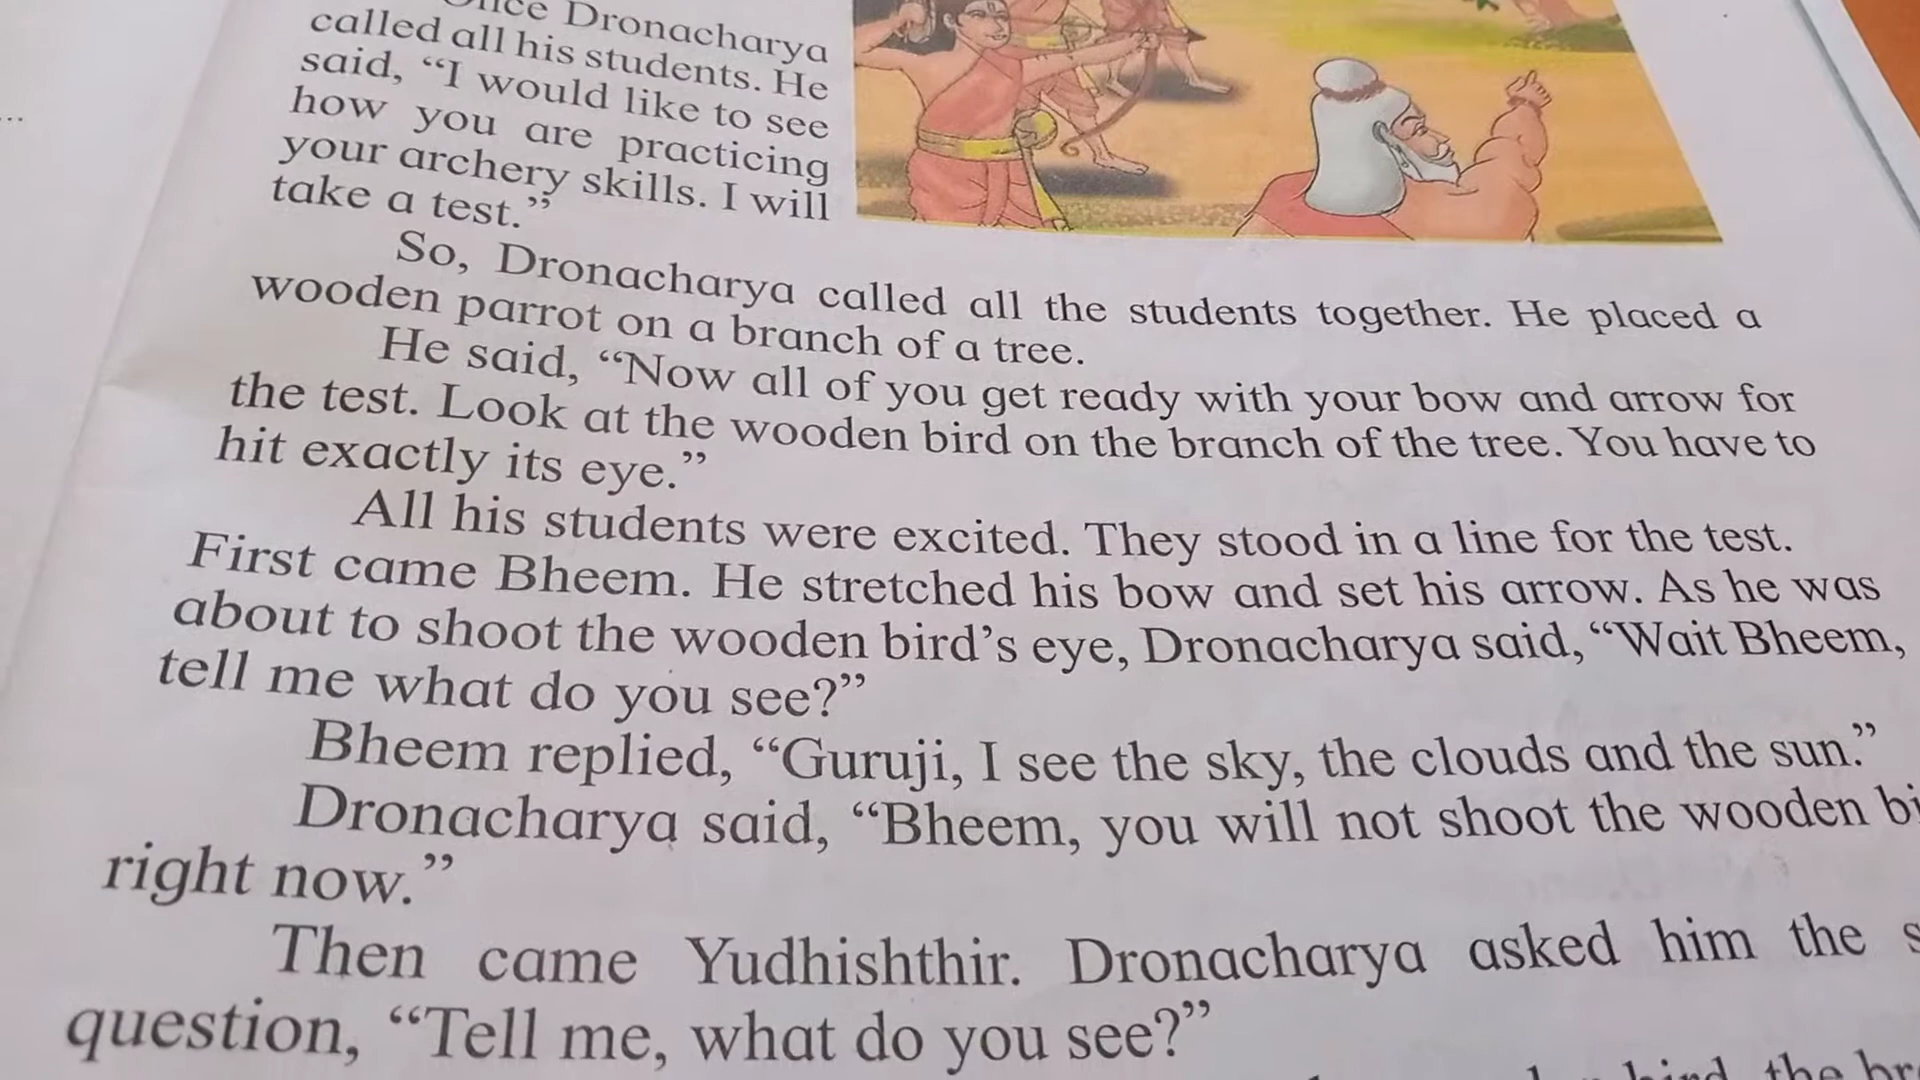 Once Dronacharya
called all his students. He
said, “I would like to see
how you are practicing
your archery skills. I will
take a test.”
So, Dronacharya called all the students together. He placed a
wooden parrot on a branch of a tree.
He said, “Now all of you get ready with your bow and arrow for
the test. Look at the wooden bird on the branch of the tree. You have to
hit exactly its eye.”
All his students were excited. They stood in a line for the test.
First came Bheem. He stretched his bow and set his arrow. As he was
about to shoot the wooden bird’s eye, Dronacharya said, “Wait Bheem,
tell me what do you see?”
Bheem replied, “Guruji, I see the sky, the clouds and the sun.”
Dronacharya said, “Bheem, you will not shoot the wooden
right now.”
Then came Yudhishthir. Dronacharya asked him the
question, “Tell me, what do you see?”
bird, the